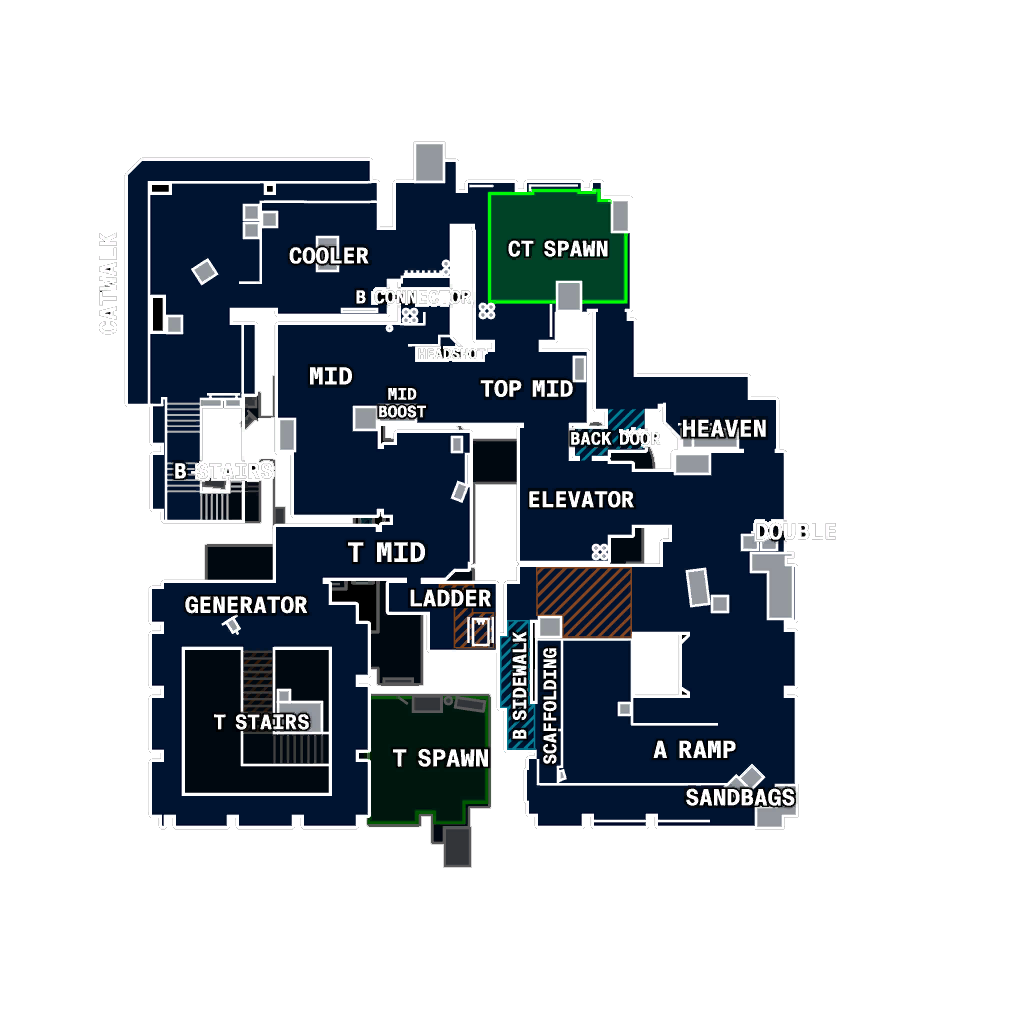 CT SPAWN
CATWALK
COOLER
B CONNECTOR
HEADSHOT
MID
TOP MID
MID
BOOST
BACK DOOR
HEAVEN
B STAIRS
ELEVATOR
DOUBLE
T MID
GENERATOR
LADDER
B SIDEWALK
SCAFFOLDING
T STAIRS
T SPAWN
A RAMP
SANDBAGS